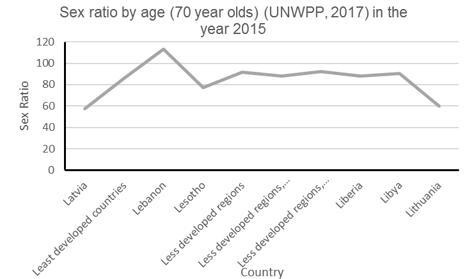 Sex ratio by age (70 year olds) (UNWPP, 2017) in the
year 2015
120
100
80
60
40
20
0
Sex Ratio
Latvia
Least developed countries
Lebanon
Lesotho
Less developed regions
Less developed regions,...
Less developed regions,...
Liberia
Libya
Lithuania
Country